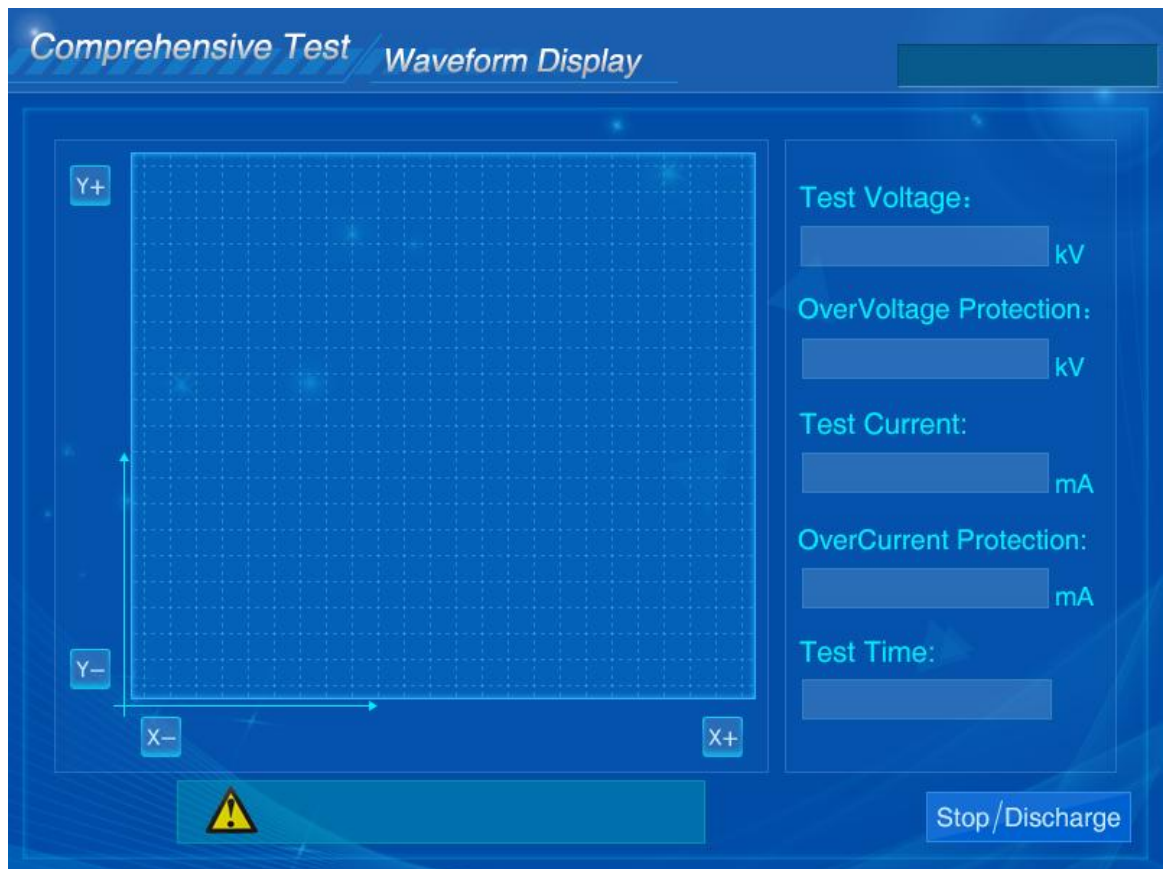 Comprehensive Test
Waveform Display
Y+
Y−
X−
X+
Test Voltage：
kV
OverVoltage Protection：
kV
Test Current:
mA
OverCurrent Protection:
mA
Test Time:
Stop/Discharge